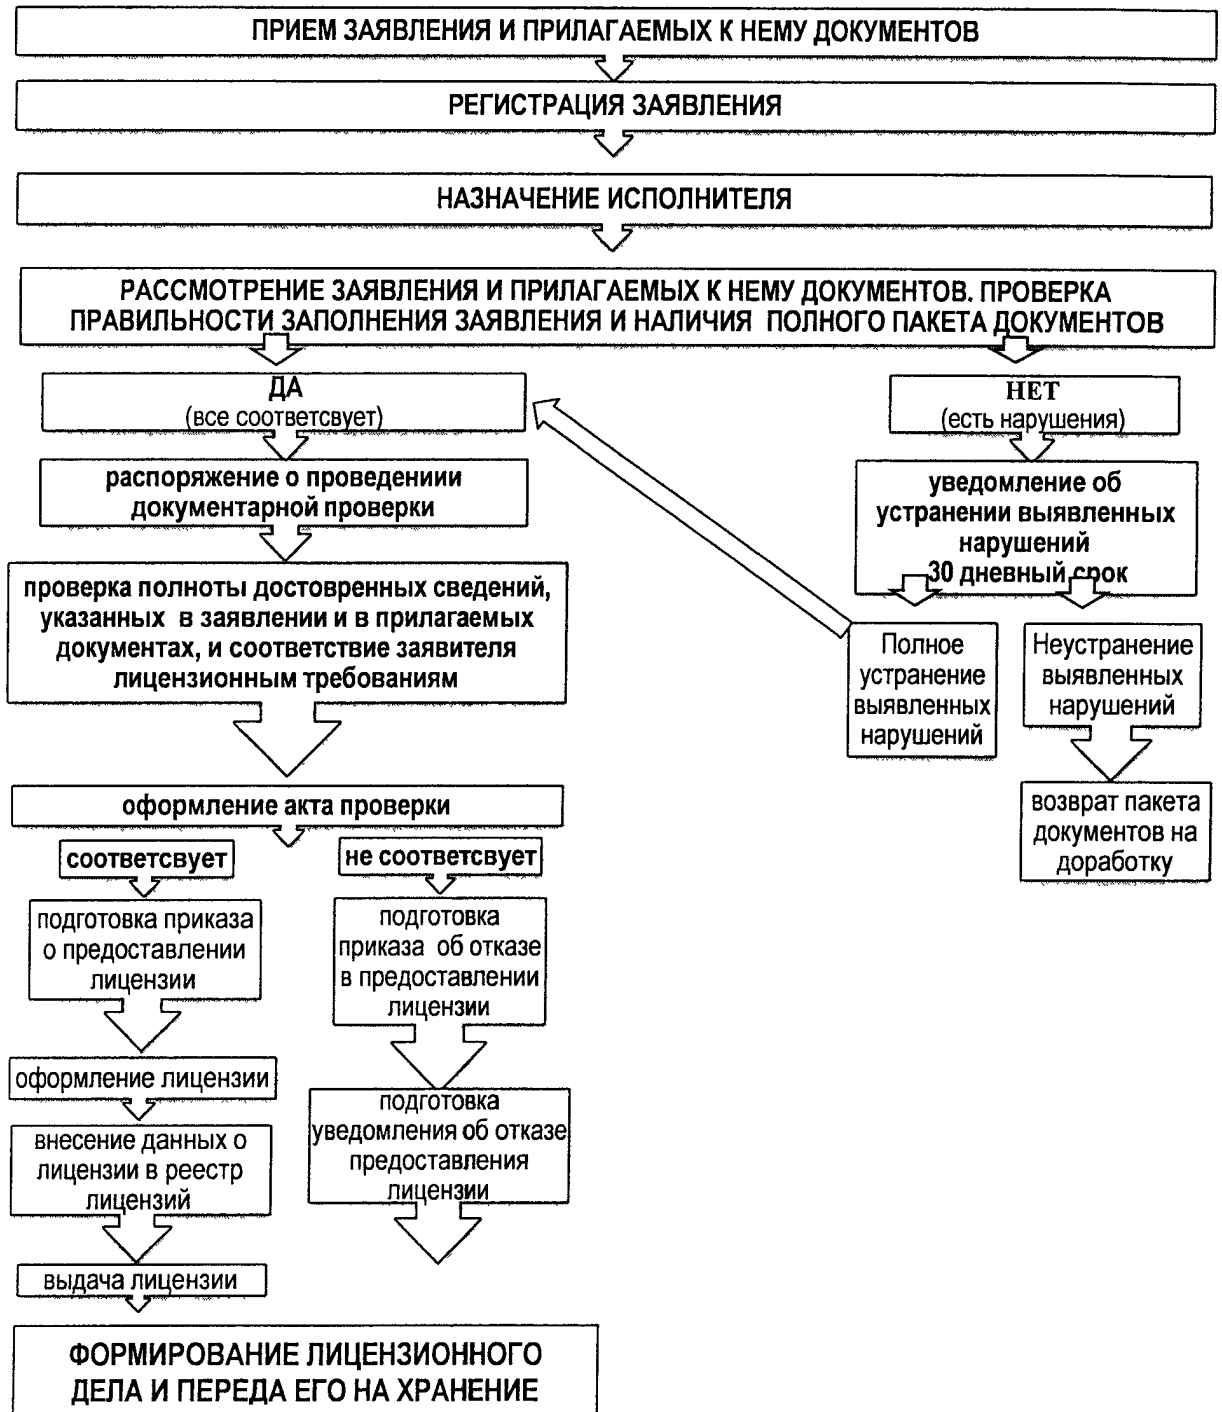 ПРИЕМ ЗАЯВЛЕНИЯ И ПРИЛАГАЕМЫХ К НЕМУ ДОКУМЕНТОВ
РЕГИСТРАЦИЯ ЗАЯВЛЕНИЯ
НАЗНАЧЕНИЕ ИСПОЛНИТЕЛЯ
РАССМОТРЕНИЕ ЗАЯВЛЕНИЯ И ПРИЛАГАЕМЫХ К НЕМУ ДОКУМЕНТОВ. ПРОВЕРКА
ПРАВИЛЬНОСТИ ЗАПОЛНЕНИЯ ЗАЯВЛЕНИЯ И НАЛИЧИЯ ПОЛНОГО ПАКЕТА ДОКУМЕНТОВ
ДА
(все соответсвует)
распоряжение о проведениии
документарной проверки
проверка полноты достовренных сведений,
указанных в заявлении и в прилагаемых
документах, и соответствие заявителя
лицензионным требованиям
оформление акта проверки
соответсвует
подготовка приказа
о предоставлении
лицензии
оформление лицензии
внесение данных о
лицензии в реестр
лицензий
выдача лицензии
не соответсвует
подготовка
приказа об отказе
в предоставлении
лицензии
подготовка
уведомления об отказе
предоставления
лицензии
ФОРМИРОВАНИЕ ЛИЦЕНЗИОННОГО
ДЕЛА И ПЕРЕДА ЕГО НА ХРАНЕНИЕ
НЕТ
(есть нарушения)
уведомление об
устранении выявленных
нарушений
30 дневный срок
Полное
устранение
выявленных
нарушений
Неустранение
выявленных
нарушений
возврат пакета
документов на
доработку